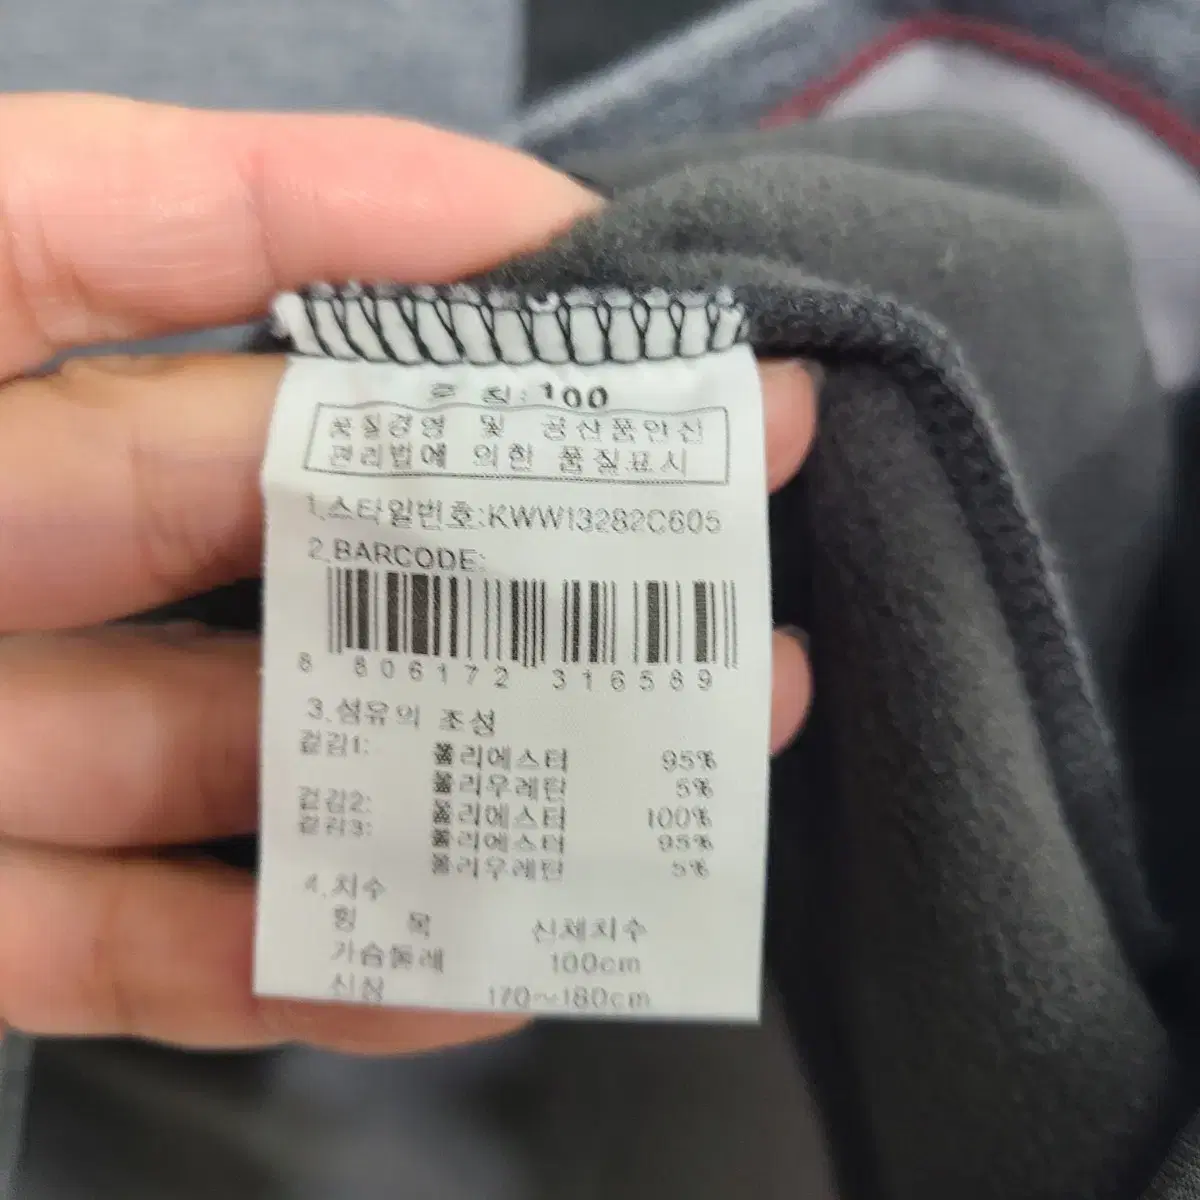 호 칭: 100
품질경영 및 공산품안전
관리법에 의한 품질표시
1.스타일번호:KWW13282C605
2.BARCODE:
8 806172 316589
3.섬유의 조성
겉감1: 폴리에스터 95%
폴리우레탄 5%
겉감2: 폴리에스터 100%
겉감3: 폴리에스터 95%
폴리우레탄 5%
4.치수
항 목 신체치수
가슴둘레 100cm
신장 170~180cm